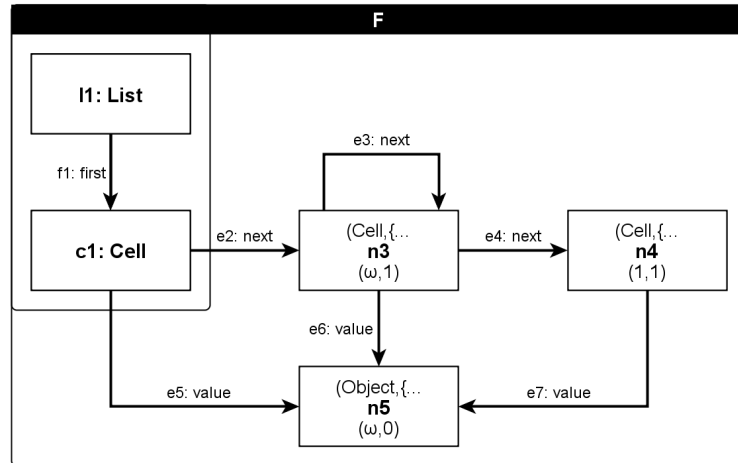 F
l1: List
f1: first
e3: next
c1: Cell
e2: next
(Cell,{...
n3
(ω,1)
e4: next
(Cell,{...
n4
(1,1)
e6: value
e5: value
(Object,{...
n5
(ω,0)
e7: value